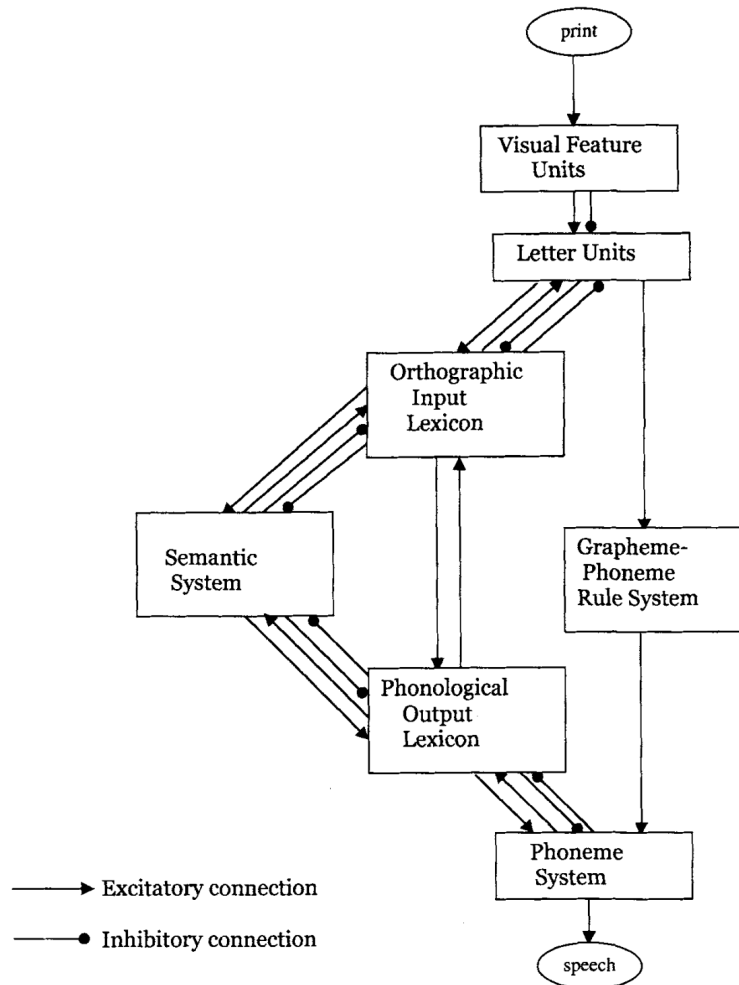 print
Visual Feature
Units
Letter Units
Orthographic
Input
Lexicon
Semantic
System
Grapheme-
Phoneme
Rule System
Phonological
Output
Lexicon
Phoneme
System
Excitatory connection
Inhibitory connection
speech